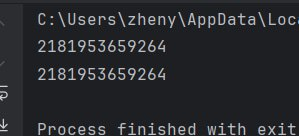 C:\Users\zheny\AppData\Loca
2181953659264
2181953659264
Process finished with exit